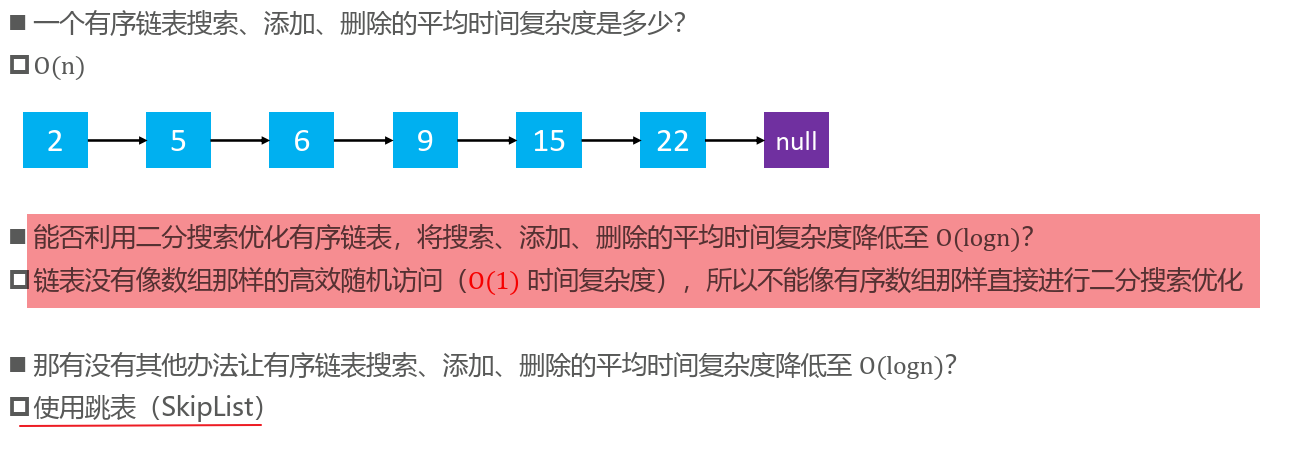 ■ 一个有序链表搜索、添加、删除的平均时间复杂度是多少？
❑ O(n)
2 5 6 9 15 22 null
■ 能否利用二分搜索优化有序链表，将搜索、添加、删除的平均时间复杂度降低至 O(logn)？
❑ 链表没有像数组那样的高效随机访问（O(1) 时间复杂度），所以不能像有序数组那样直接进行二分搜索优化
■ 那有没有其他办法让有序链表搜索、添加、删除的平均时间复杂度降低至 O(logn)？
❑ 使用跳表（SkipList）